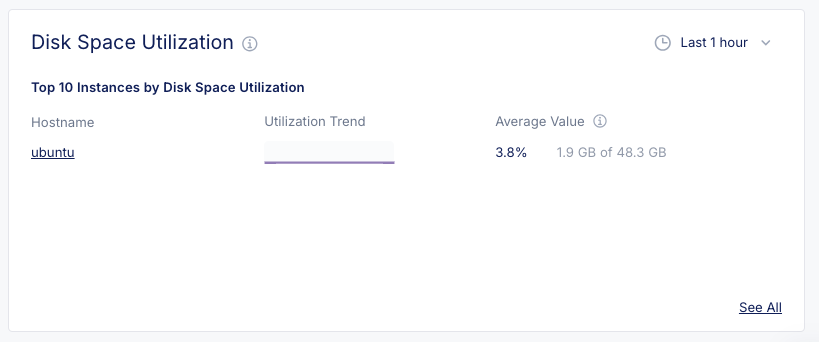 Disk Space Utilization
Last 1 hour
Top 10 Instances by Disk Space Utilization
Hostname Utilization Trend Average Value
ubuntu 3.8% 1.9 GB of 48.3 GB
See All